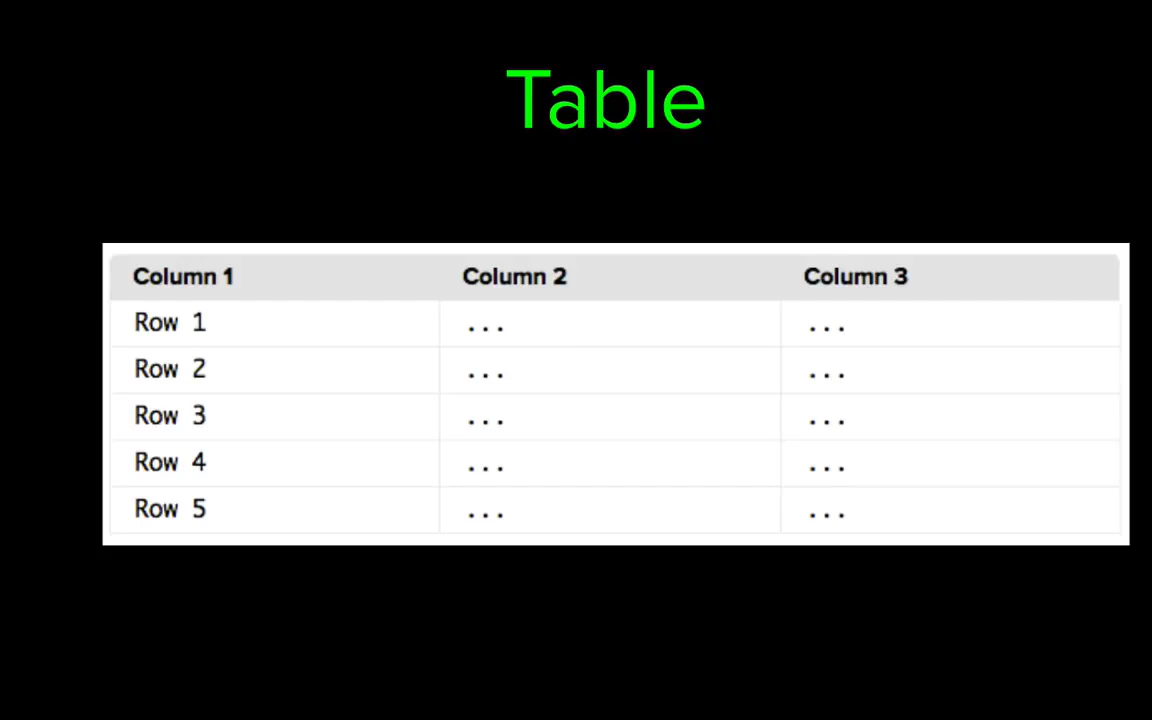 Table
Column 1 Column 2 Column 3
Row 1 ... ...
Row 2 ... ...
Row 3 ... ...
Row 4 ... ...
Row 5 ... ...